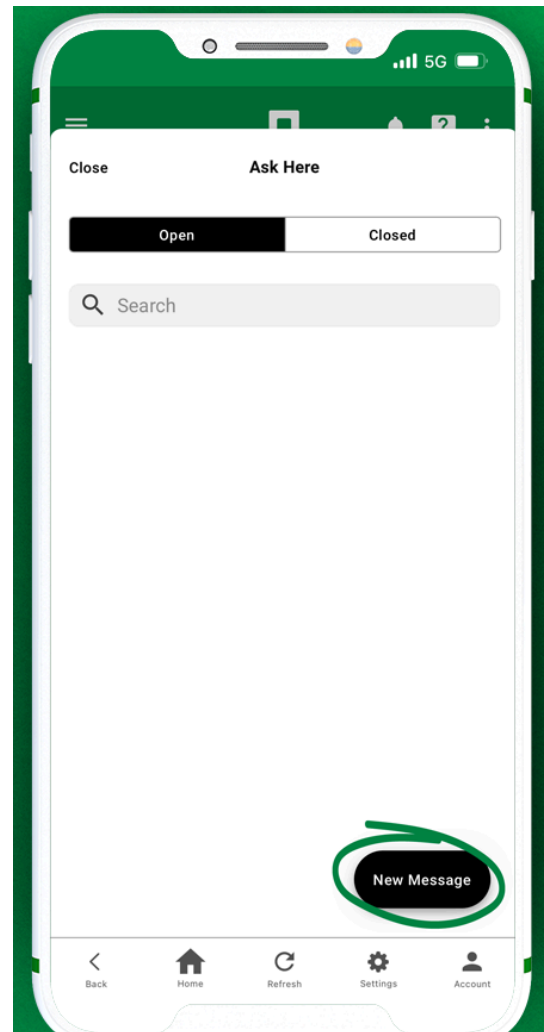 5G
?
Close Ask Here
Open Closed
Search
New Message
Back Home Refresh Settings Account